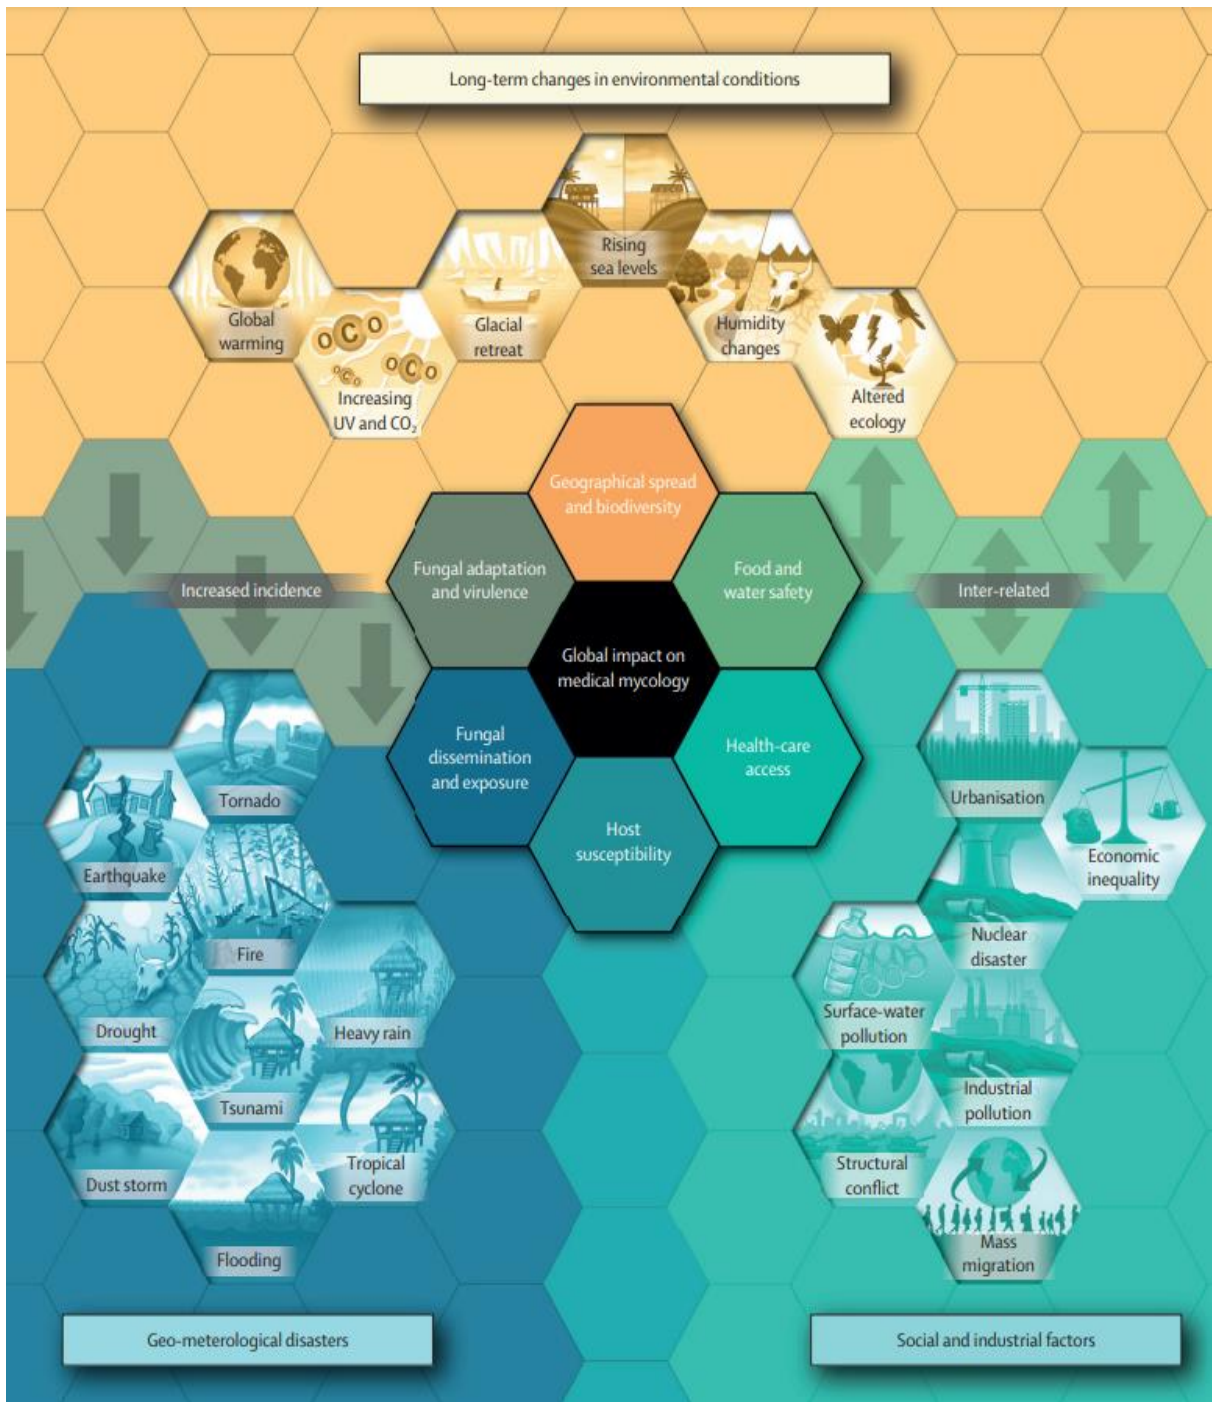 Long-term changes in environmental conditions
Rising
sea levels
Global
warming
OCO
OCO
OCO
Increasing
UV and CO₂
Glacial
retreat
Humidity
changes
Altered
ecology
Geographical spread
and biodiversity
Fungal adaptation
and virulence
Food and
water safety
Increased incidence
Inter-related
Global impact on
medical mycology
Fungal
dissemination
and exposure
Health-care
access
Host
susceptibility
Tornado
Earthquake
Fire
Drought
Heavy rain
Tsunami
Dust storm
Tropical
cyclone
Flooding
Urbanisation
Economic
inequality
Nuclear
disaster
Surface-water
pollution
Industrial
pollution
Structural
conflict
Mass
migration
Geo-meterological disasters
Social and industrial factors